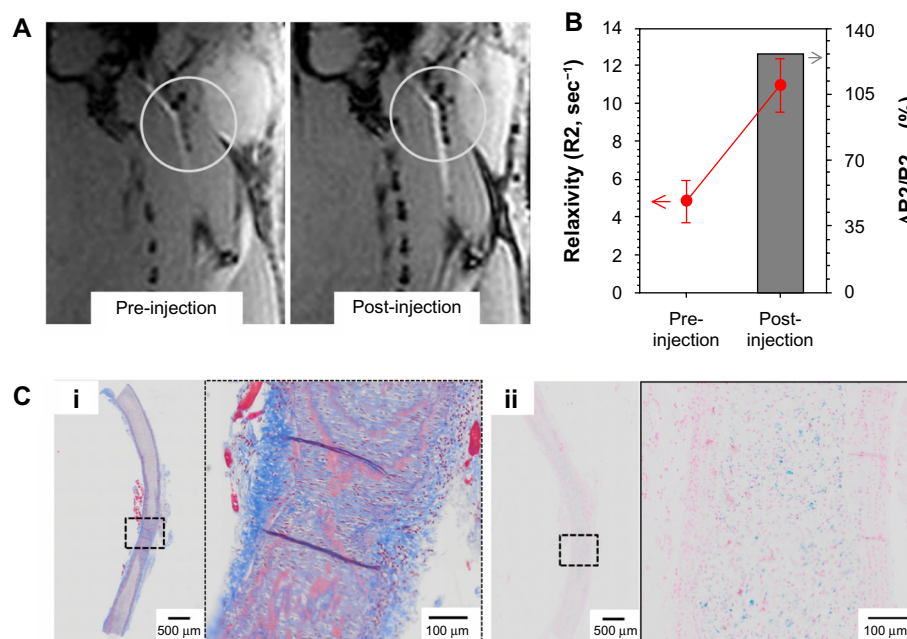 A
Pre-injection
Post-injection
B
Relaxivity (R2, sec⁻¹)
14
12
10
8
6
4
2
0
140
105
70
35
0
(%)
Pre-
injection
Post-
injection
C
i
500 μm
100 μm
ii
500 μm
100 μm